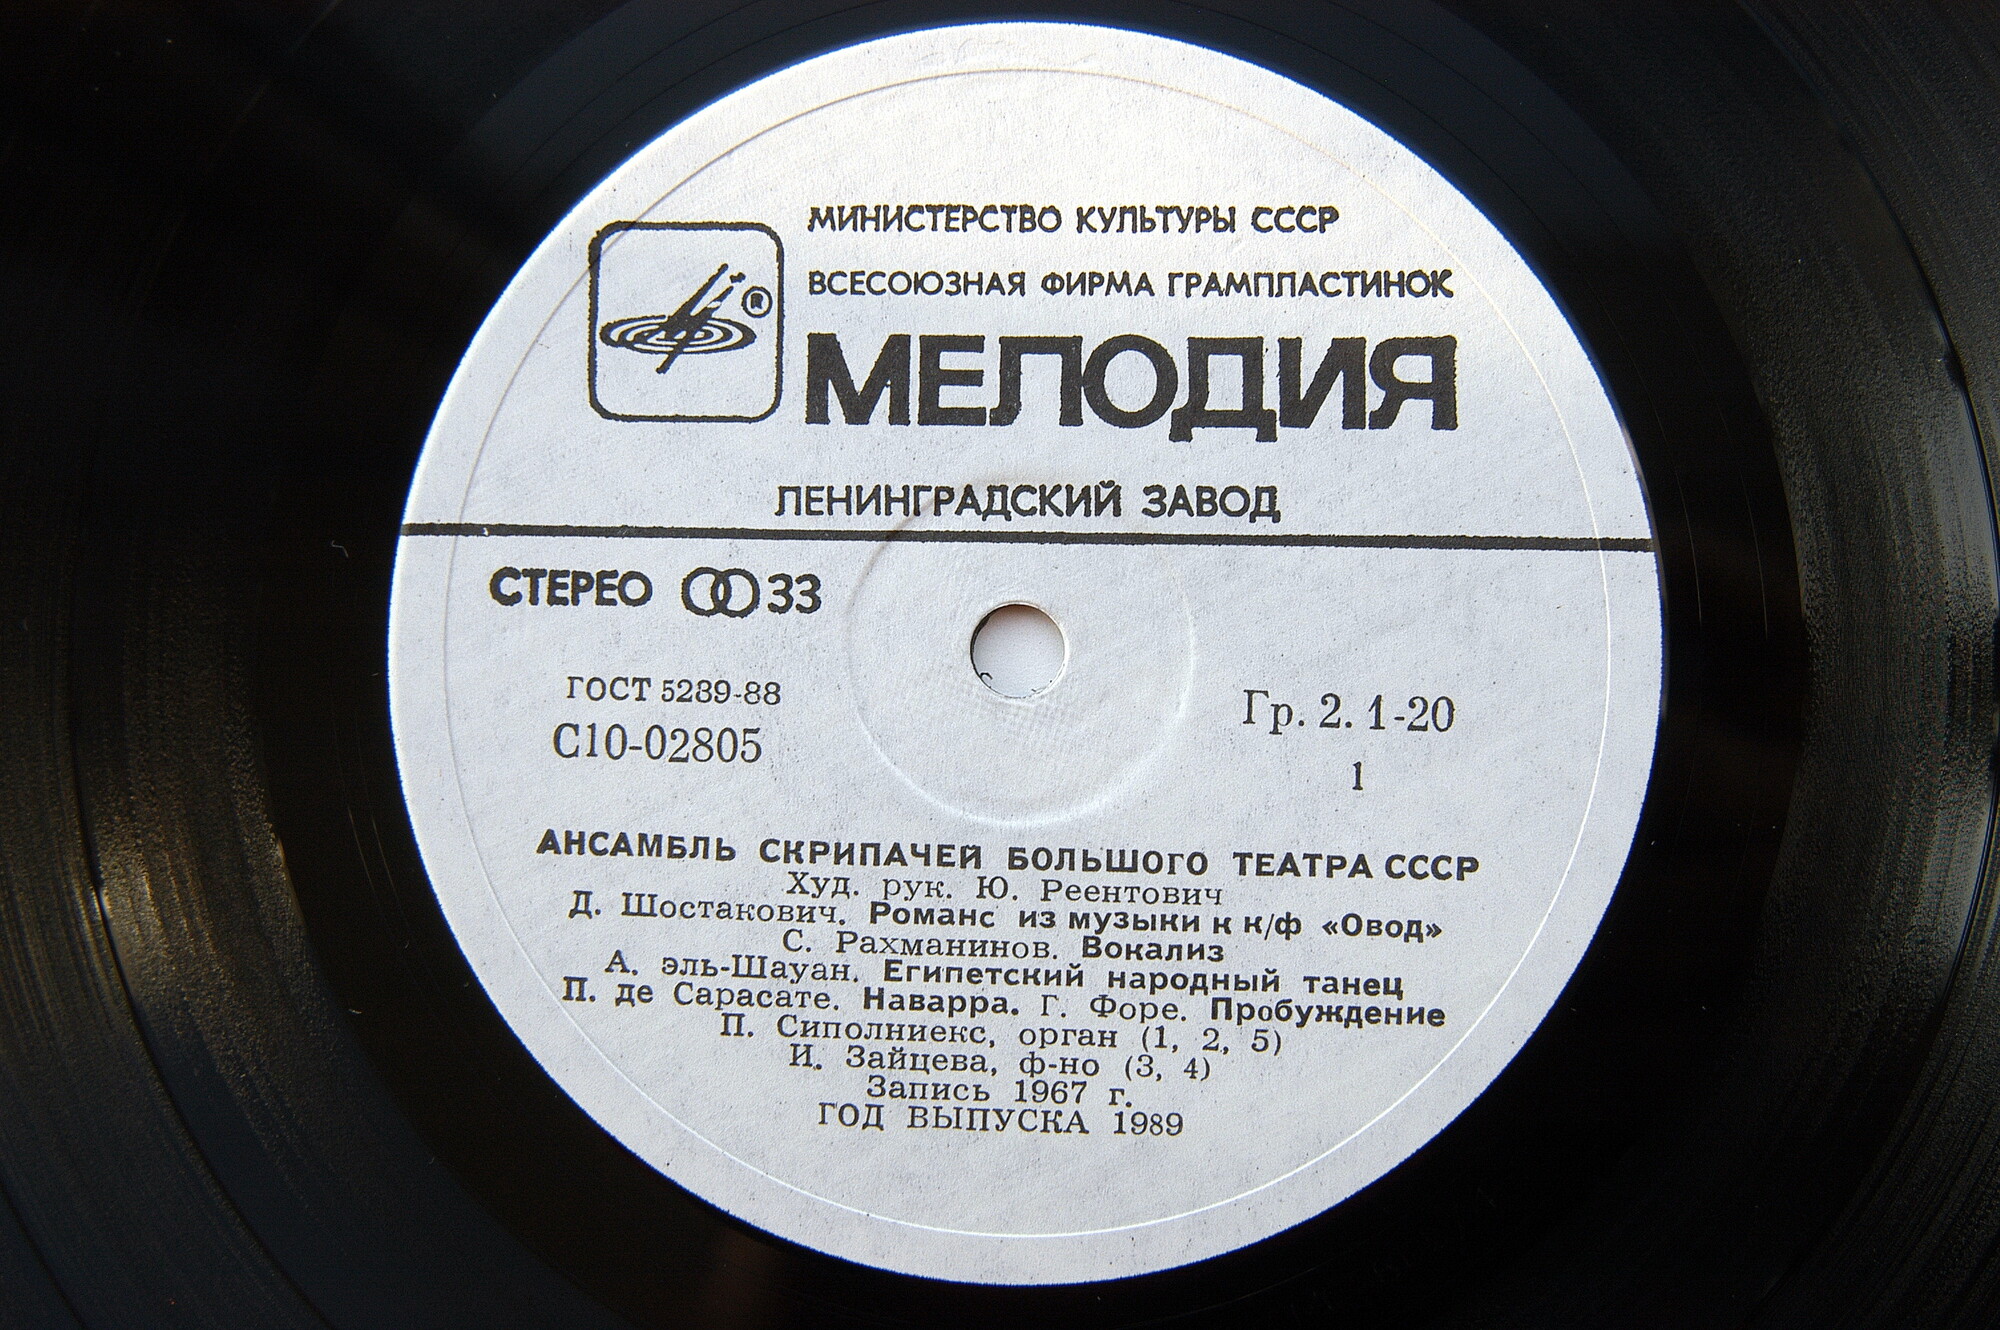 МИНИСТЕРСТВО КУЛЬТУРЫ СССР
ВСЕСОЮЗНАЯ ФИРМА ГРАМПЛАСТИНОК
®
МЕЛОДИЯ
ЛЕНИНГРАДСКИЙ ЗАВОД
СТЕРЕО 33
ГОСТ 5289-88
С10-02805
Гр. 2. 1-20
1
АНСАМБЛЬ СКРИПАЧЕЙ БОЛЬШОГО ТЕАТРА СССР
Худ. рук. Ю. Реентович
Д. Шостакович. Романс из музыки к к/ф «Овод»
С. Рахманинов. Вокализ
А. эль-Шауан. Египетский народный танец
П. де Сарасате. Наварра. Г. Форе. Пробуждение
П. Сиполниекс, орган (1, 2, 5)
И. Зайцева, ф-но (3, 4)
Запись 1967 г.
ГОД ВЫПУСКА 1989